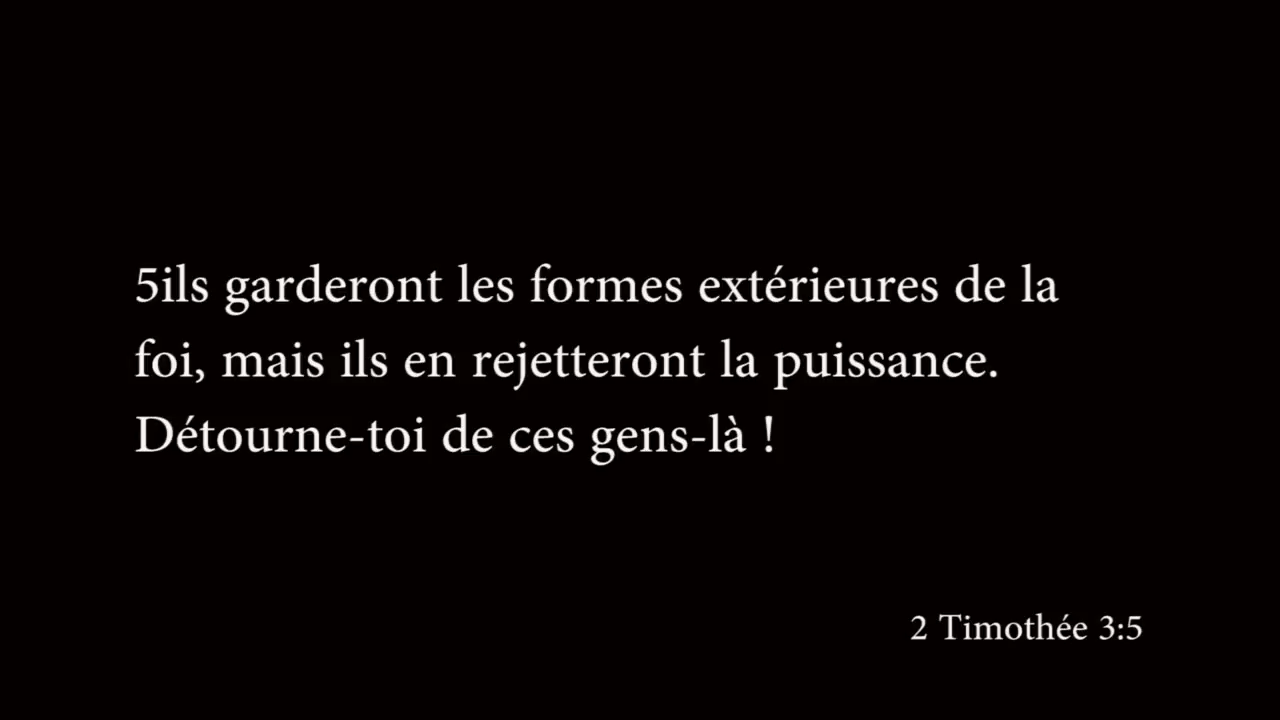 5ils garderont les formes extérieures de la
foi, mais ils en rejetteront la puissance.
Détourne-toi de ces gens-là !
2 Timothée 3:5